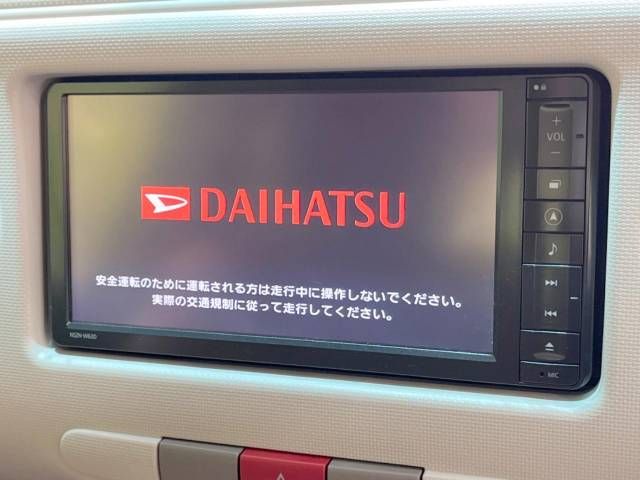 DAIHATSU
安全運転のために運転される方は走行中に操作しないでください。
実際の交通規制に従って走行してください。
NSZN-W63D
+
VOL
-
MIC